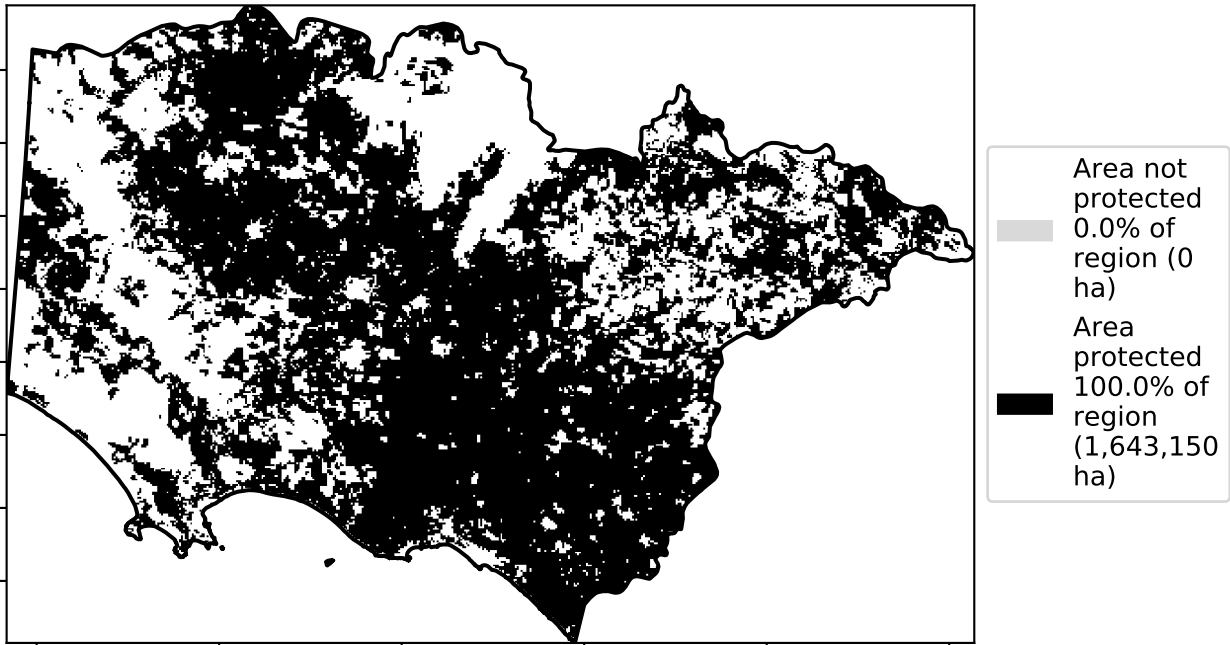 Area not
protected
0.0% of
region (0
ha)
Area
protected
100.0% of
region
(1,643,150
ha)